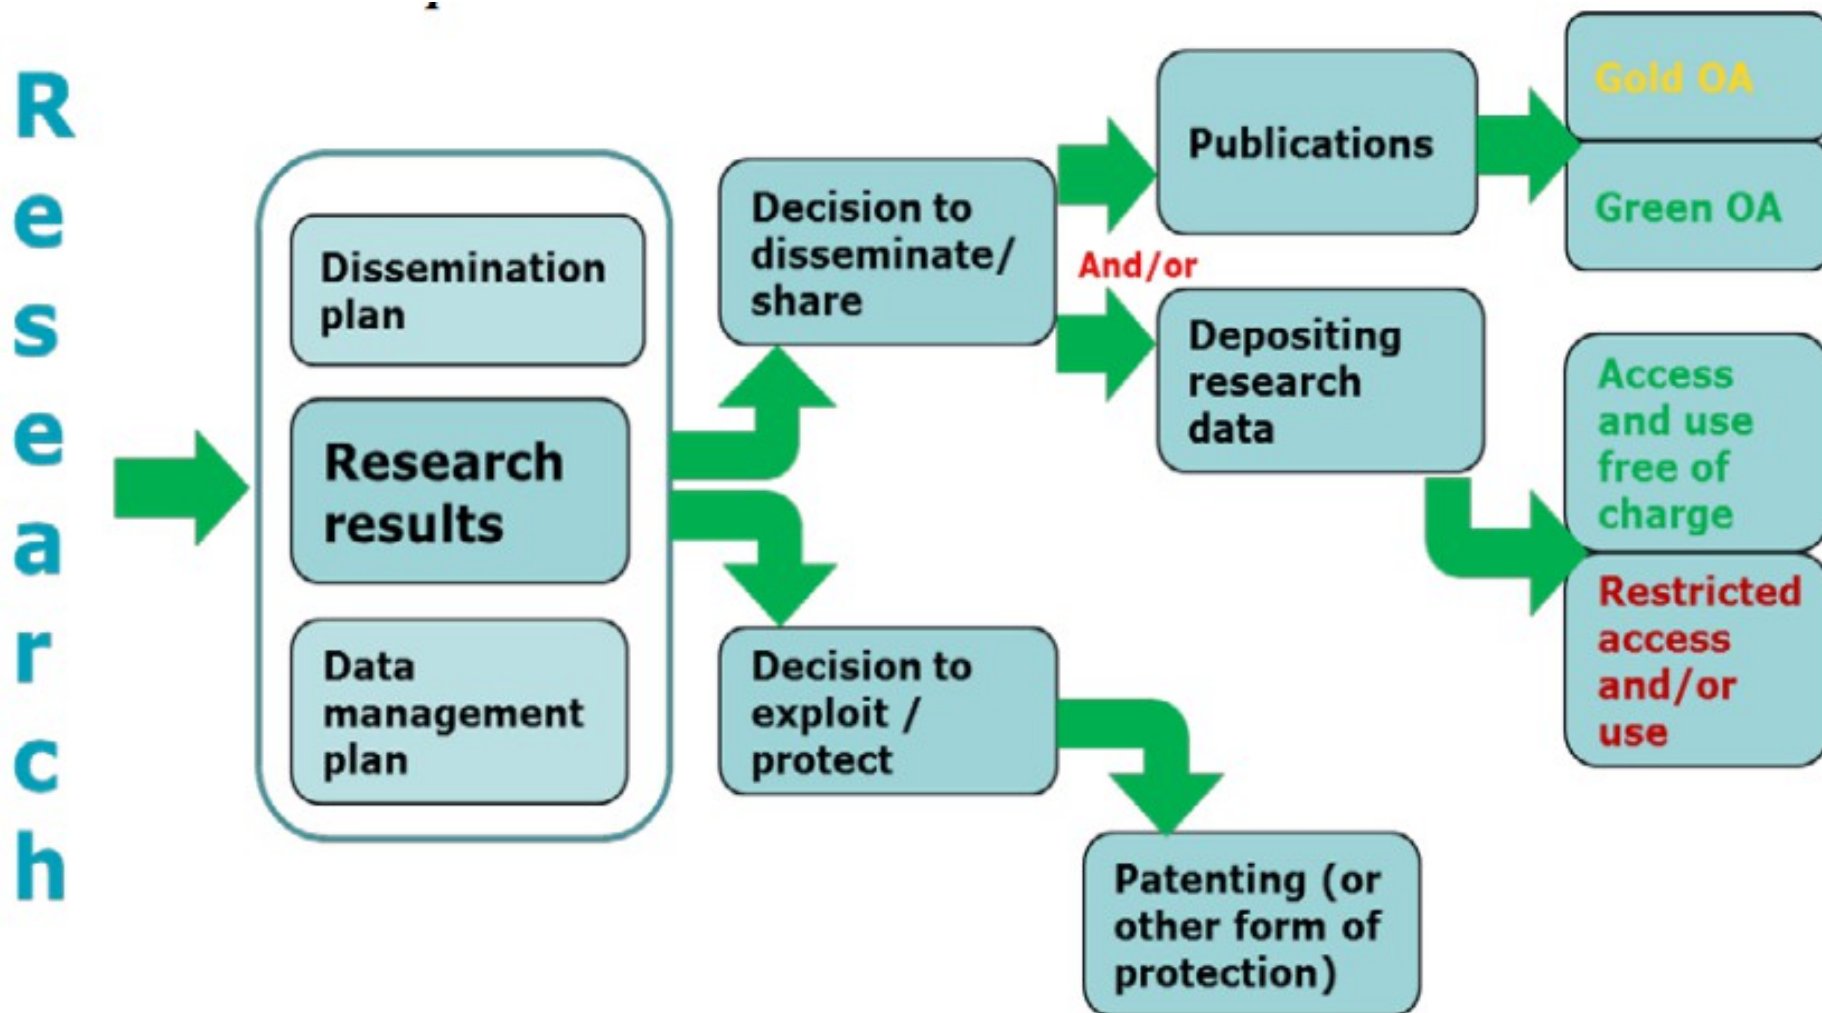 Research
Dissemination
plan
Research
results
Data
management
plan
Decision to
disseminate/
share
And/or
Decision to
exploit /
protect
Publications
Depositing
research
data
Patenting (or
other form of
protection)
Gold OA
Green OA
Access
and use
free of
charge
Restricted
access
and/or
use